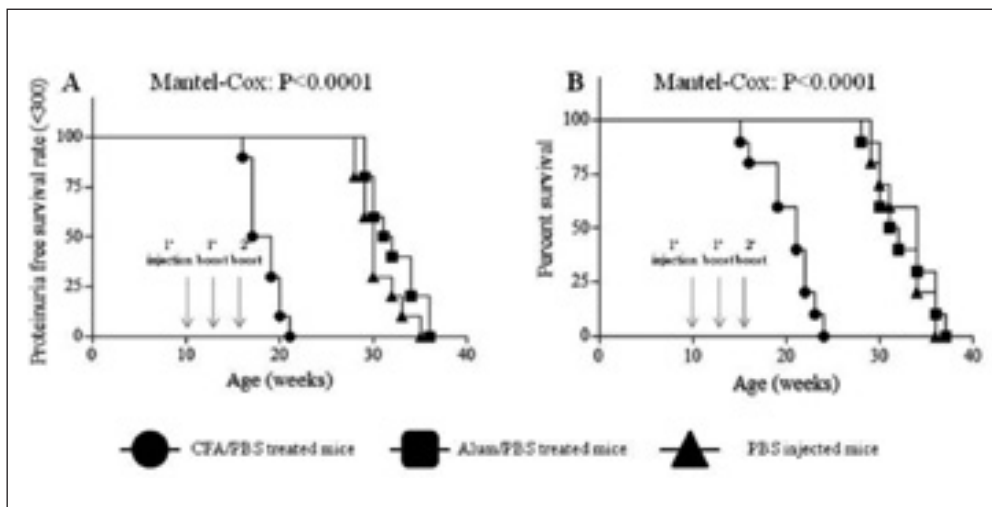 A
Mantel-Cox: P<0.0001
Proteinuria free survival rate (<300)
100
75
50
25
0
1° 1° 2°
injection boost boost
0 10 20 30 40
Age (weeks)
B
Mantel-Cox: P<0.0001
Percent survival
100
75
50
25
0
1° 1° 2°
injection boost boost
0 10 20 30 40
Age (weeks)
CFA/PBS treated mice
Alum/PBS treated mice
PBS injected mice